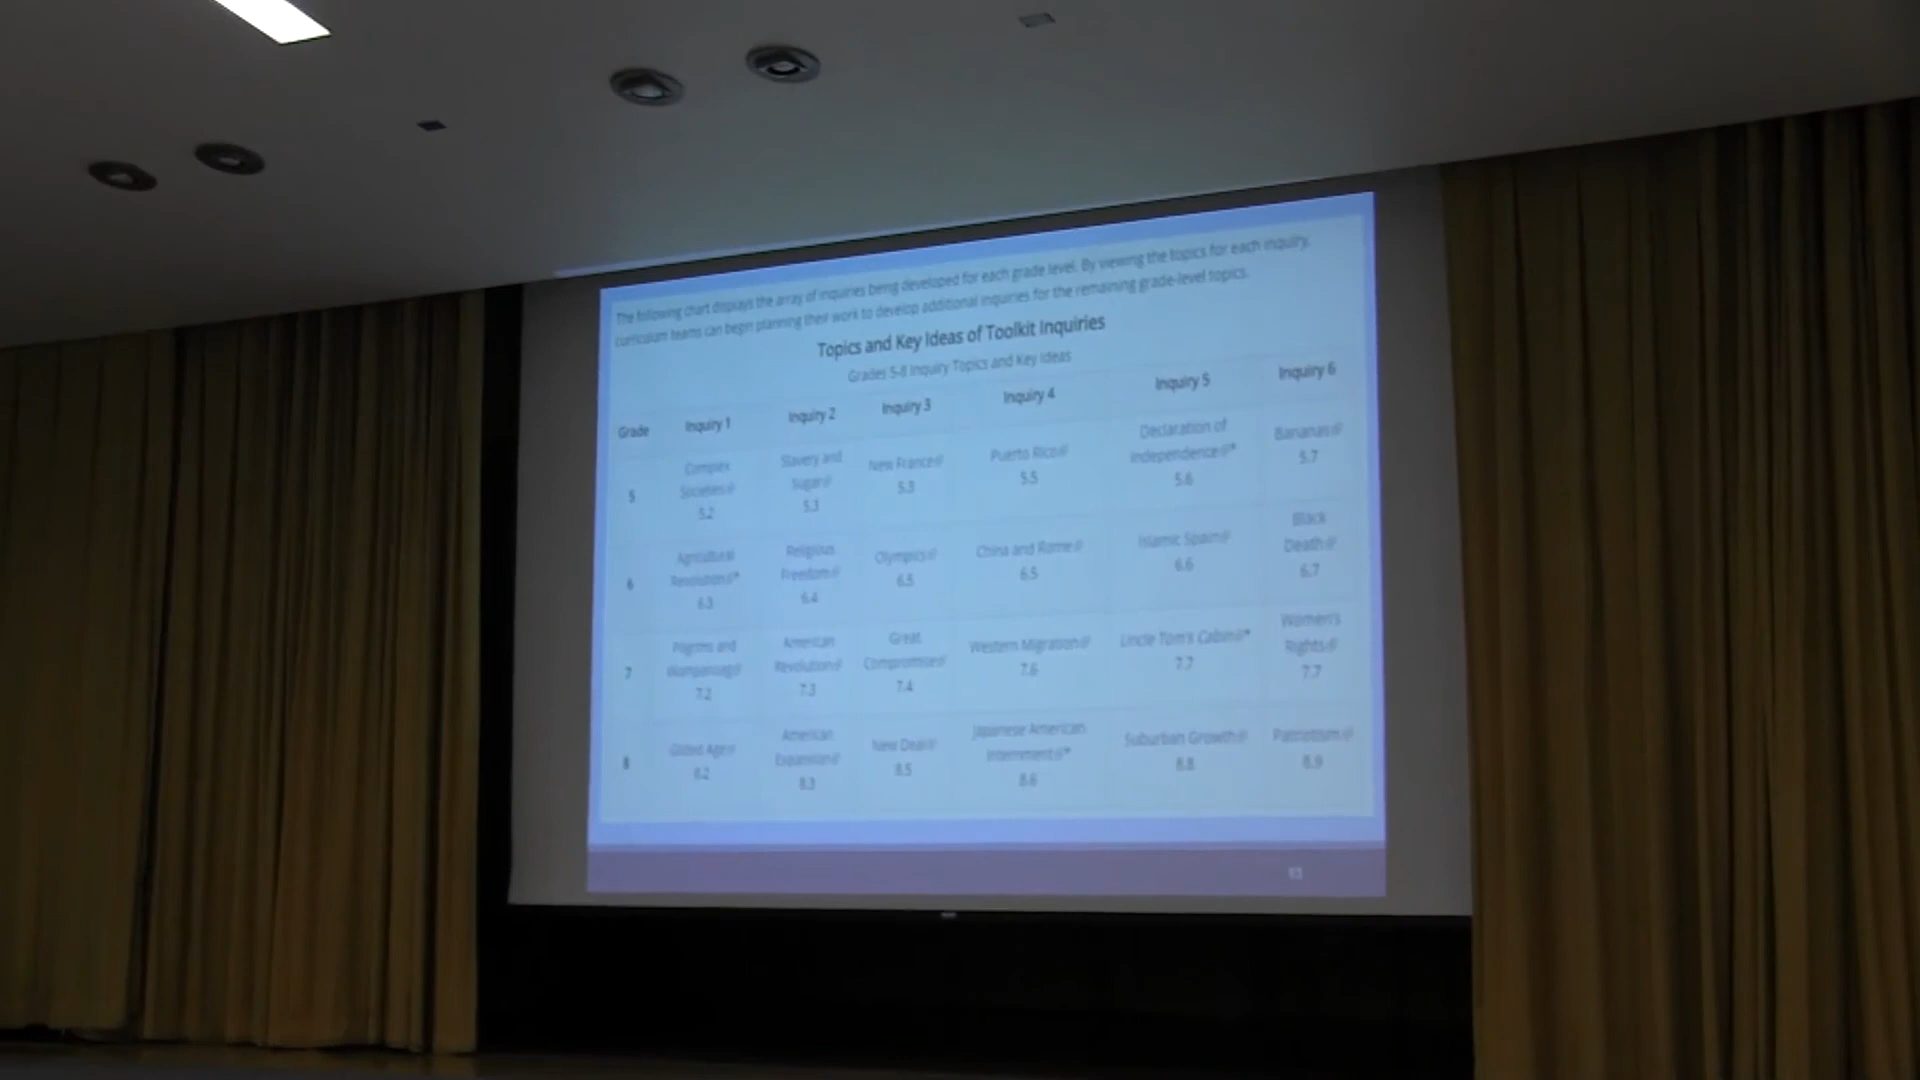 The following chart displays the array of inquiries being developed for each grade level. By viewing the topics for each inquiry,
curriculum teams can begin planning their work to develop additional inquiries for the remaining grade-level topics.
Topics and Key Ideas of Toolkit Inquiries
Grades 5-8 Inquiry Topics and Key Ideas
Grade Inquiry 1 Inquiry 2 Inquiry 3 Inquiry 4 Inquiry 5 Inquiry 6
5
Complex
Societies
5.2
Slavery and
Sugar
5.3
New France
5.3
Puerto Rico
5.5
Declaration of
Independence*
5.6
Bananas
5.7
6
Agricultural
Revolution*
6.3
Religious
Freedom
6.4
Olympics
6.5
China and Rome
6.5
Islamic Spain
6.6
Black
Death
6.7
7
Pilgrims and
Wampanoag
7.2
American
Revolution
7.3
Great
Compromise
7.4
Western Migration
7.6
Uncle Tom's Cabin*
7.7
Women's
Rights
7.7
8
Gilded Age
8.2
American
Expansion
8.3
New Deal
8.5
Japanese American
Internment*
8.6
Suburban Growth
8.8
Patriotism
8.9